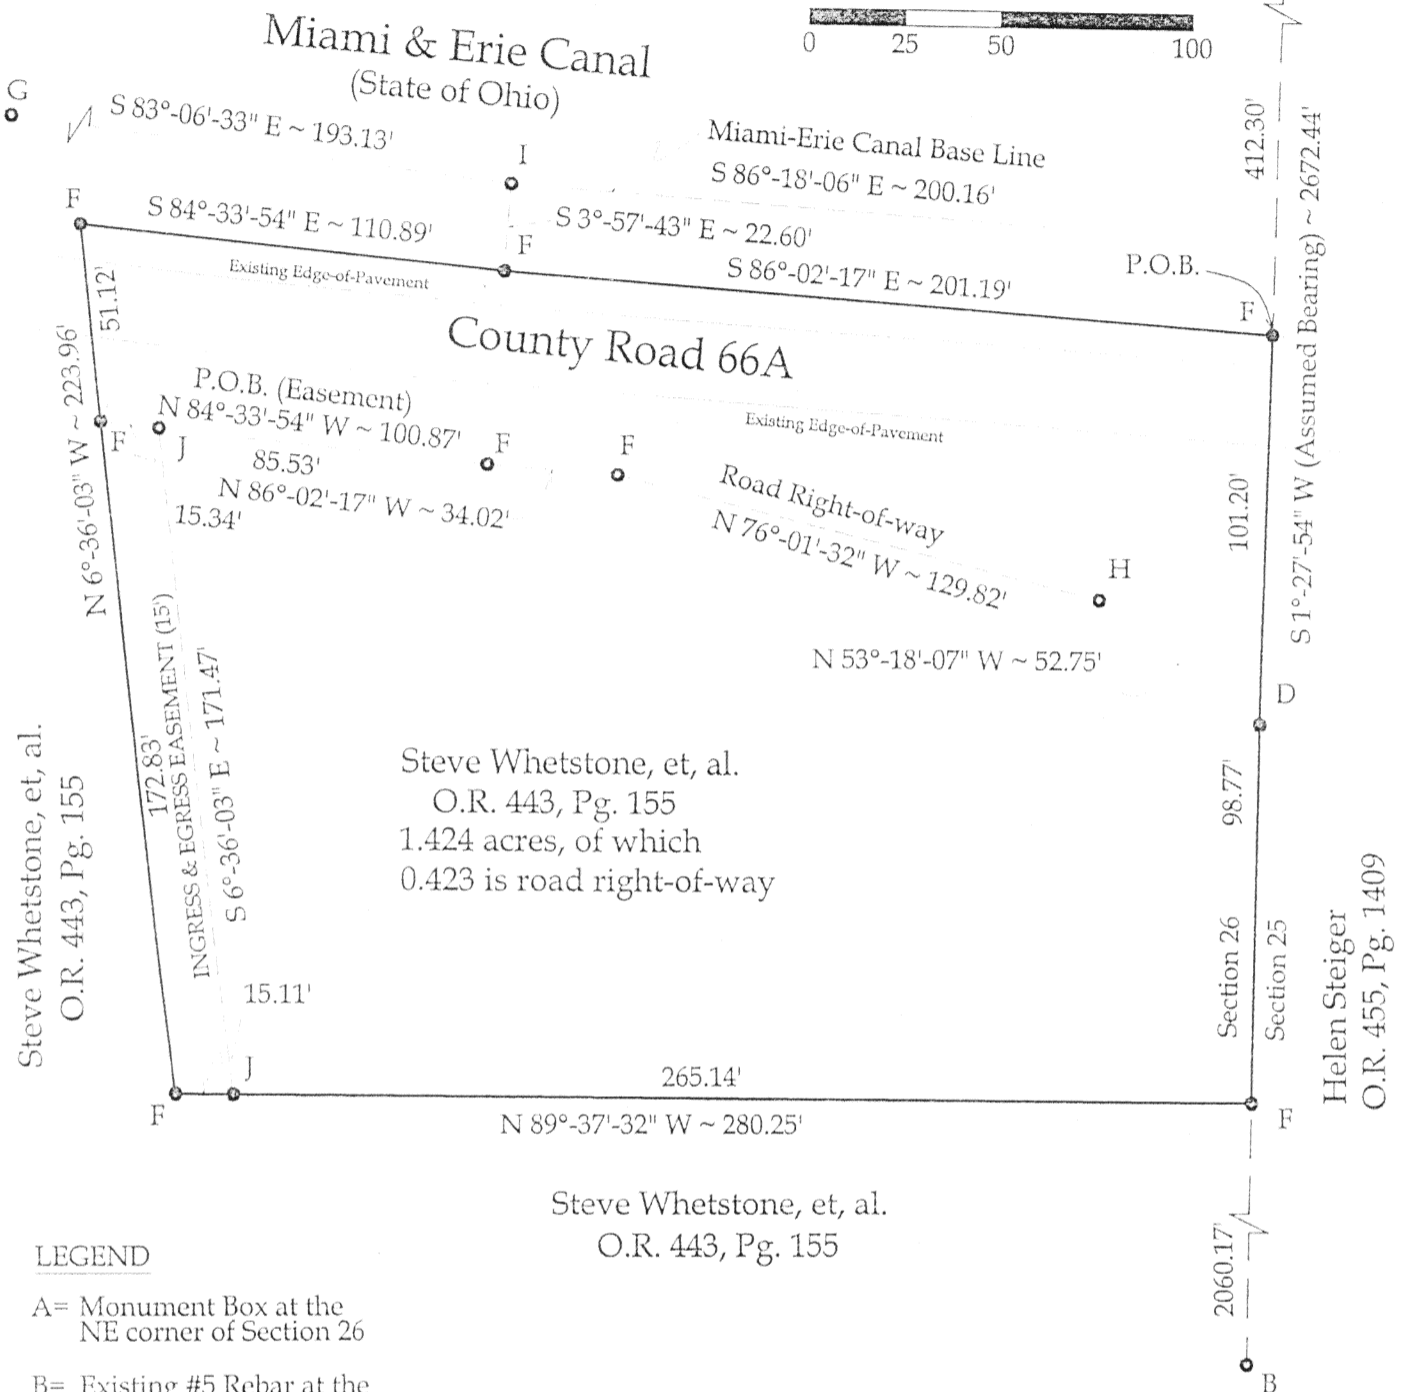 Miami & Erie Canal
(State of Ohio)
0 25 50 100
G
S 83°-06'-33" E ~ 193.13'
I
Miami-Erie Canal Base Line
S 86°-18'-06" E ~ 200.16'
412.30'
S 1°-27'-54" W (Assumed Bearing) ~ 2672.44'
F
S 84°-33'-54" E ~ 110.89'
S 3°-57'-43" E ~ 22.60'
F
S 86°-02'-17" E ~ 201.19'
P.O.B.
F
Existing Edge-of-Pavement
51.12'
County Road 66A
N 6°-36'-03" W ~ 223.96'
P.O.B. (Easement)
N 84°-33'-54" W ~ 100.87'
F
J
85.53'
F
F
N 86°-02'-17" W ~ 34.02'
15.34'
Existing Edge-of-Pavement
Road Right-of-way
N 76°-01'-32" W ~ 129.82'
101.20'
H
N 53°-18'-07" W ~ 52.75'
D
172.83'
INGRESS & EGRESS EASEMENT (15')
S 6°-36'-03" E ~ 171.47'
Steve Whetstone, et, al.
O.R. 443, Pg. 155
Steve Whetstone, et, al.
O.R. 443, Pg. 155
1.424 acres, of which
0.423 is road right-of-way
98.77'
Section 26
Section 25
Helen Steiger
O.R. 455, Pg. 1409
15.11'
J
F
265.14'
N 89°-37'-32" W ~ 280.25'
F
Steve Whetstone, et, al.
O.R. 443, Pg. 155
2060.17'
B
LEGEND
A= Monument Box at the
NE corner of Section 26
B= Existing #5 Rebar at the